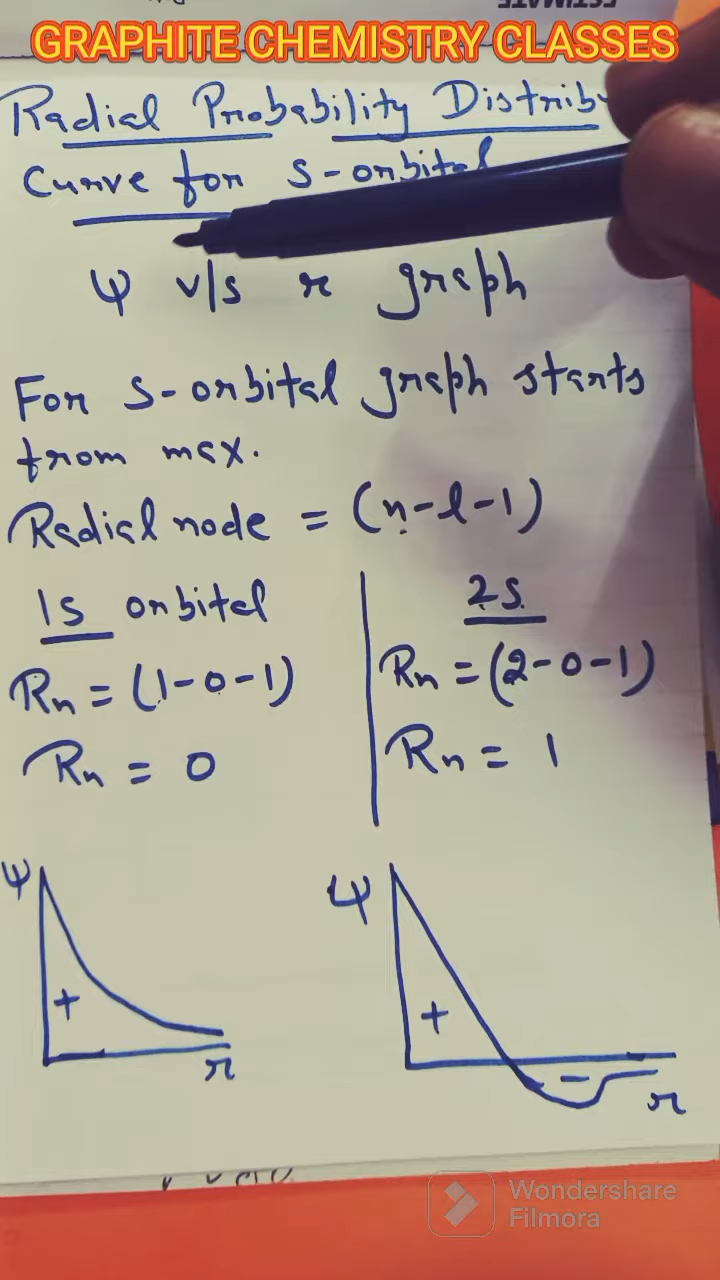 GRAPHITE CHEMISTRY CLASSES
Radial Probability Distrib
Curve for s-orbital
ψ v/s r graph
For s-orbital graph starts
from max.
Radial node = (n-l-1)
1s orbital
Rn = (1-0-1)
Rn = 0
2s
Rn = (2-0-1)
Rn = 1
ψ
+
r
ψ
+
−
r
Wondershare
Filmora